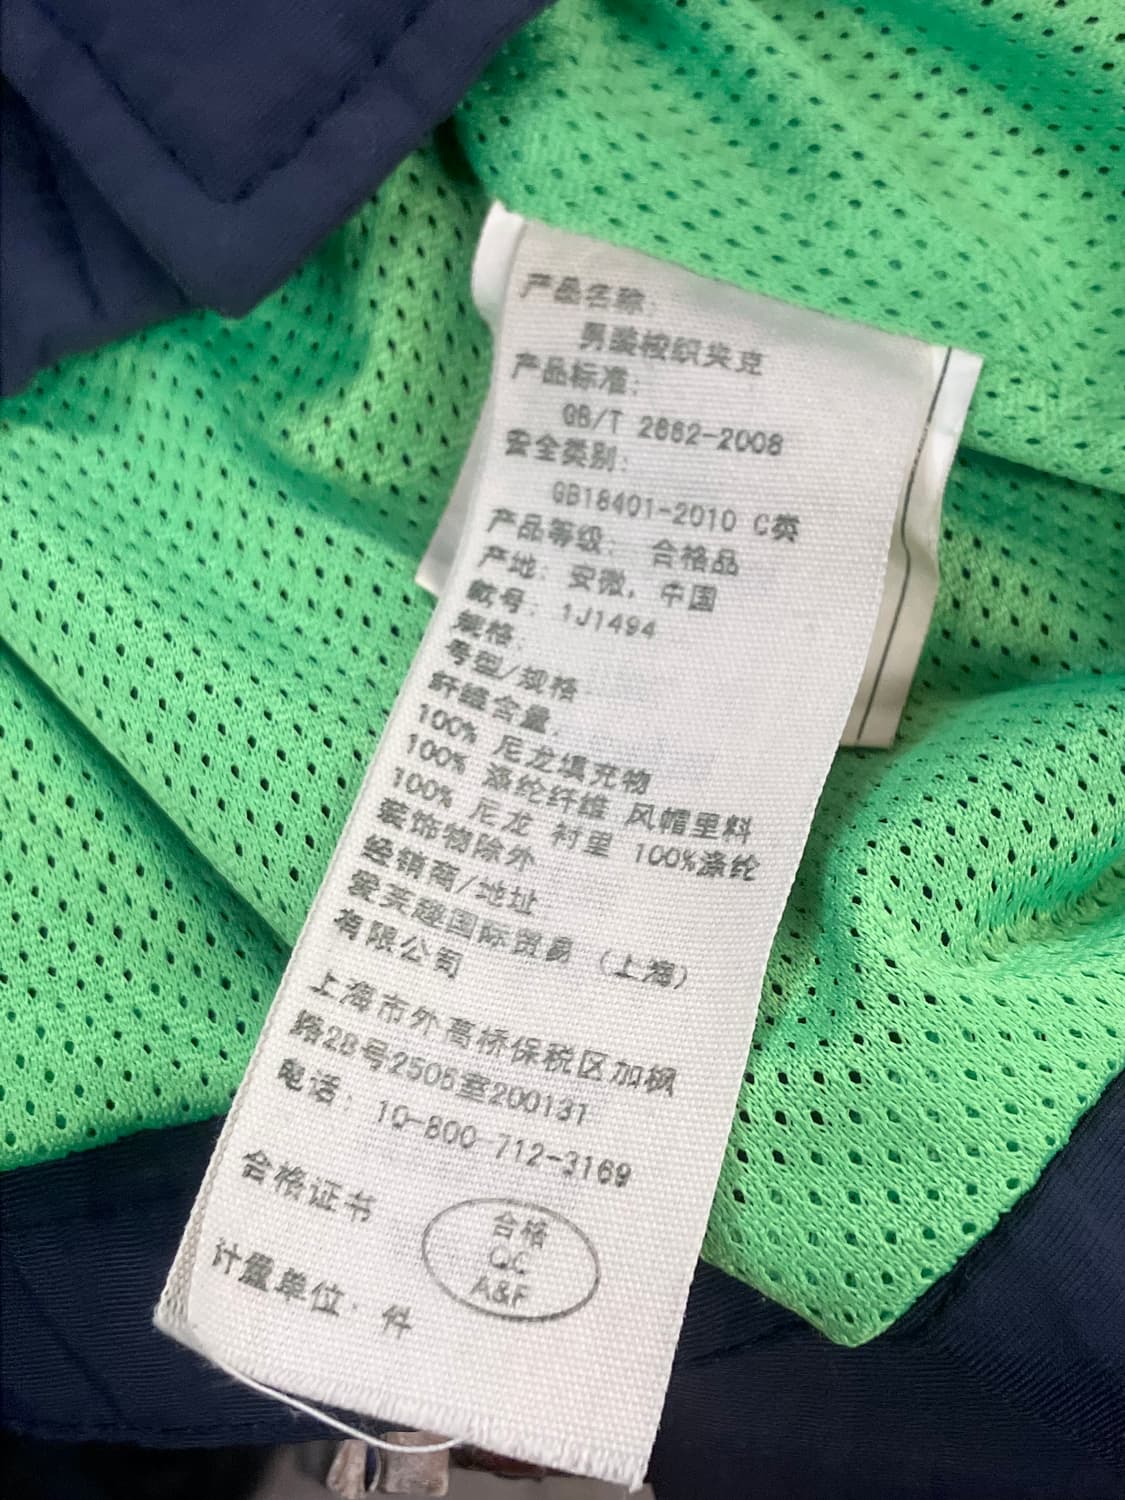 产品名称:
男装梭织夹克
产品标准:
GB/T 2662-2008
安全类别:
GB18401-2010 C类
产品等级: 合格品
产地: 安徽, 中国
款号: 1J1494
规格:
号型/规格
纤维含量:
100% 尼龙填充物
100% 涤纶纤维 风帽里料
100% 尼龙 衬里 100%涤纶
装饰物除外
经销商/地址
爱芙趣国际贸易 (上海)
有限公司
上海市外高桥保税区加枫
路28号2505室200131
电话: 10-800-712-3169
合格证书
合格
QC
A&F
计量单位: 件